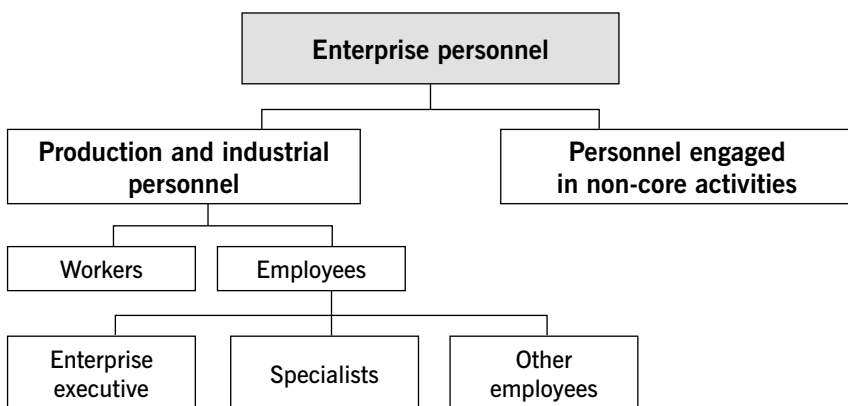 Enterprise personnel
Production and industrial
personnel
Personnel engaged
in non-core activities
Workers
Employees
Enterprise
executive
Specialists
Other
employees